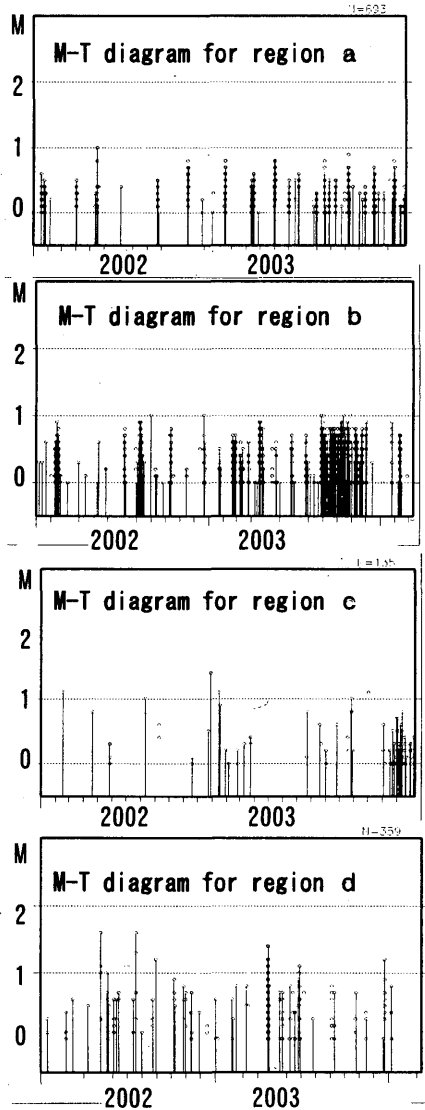 N=693
M
M-T diagram for region a
2
1
0
2002 2003
M
M-T diagram for region b
2
1
0
2002 2003
=135
M
M-T diagram for region c
2
1
0
2002 2003
N=359
M
M-T diagram for region d
2
1
0
2002 2003